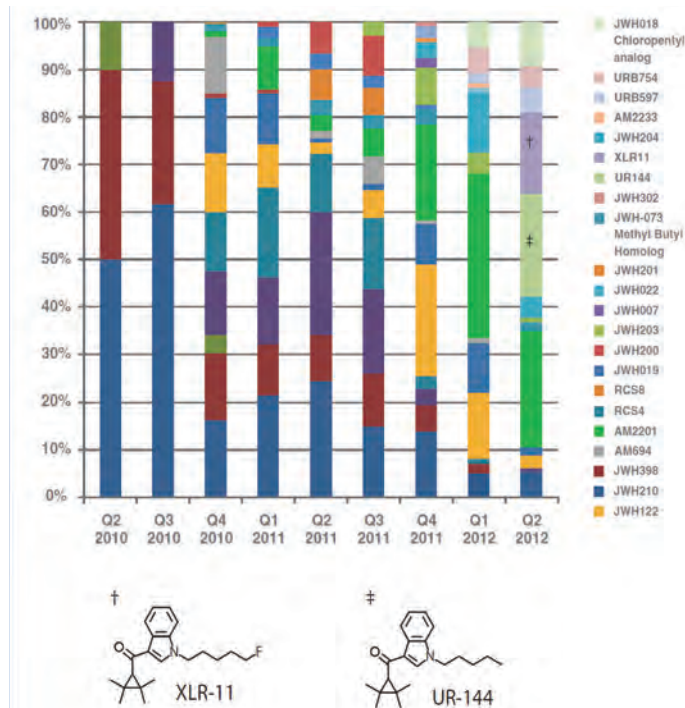 100%
90%
80%
70%
60%
50%
40%
30%
20%
10%
0%
Q2 2010
Q3 2010
Q4 2010
Q1 2011
Q2 2011
Q3 2011
Q4 2011
Q1 2012
Q2 2012
†
‡
JWH018
Chloropentyl
analog
URB754
URB597
AM2233
JWH204
XLR11
UR144
JWH302
JWH-073
Methyl Butyl
Homolog
JWH201
JWH022
JWH007
JWH203
JWH200
JWH019
RCS8
RCS4
AM2201
AM694
JWH398
JWH210
JWH122
†
O
N
F
XLR-11
‡
O
N
UR-144